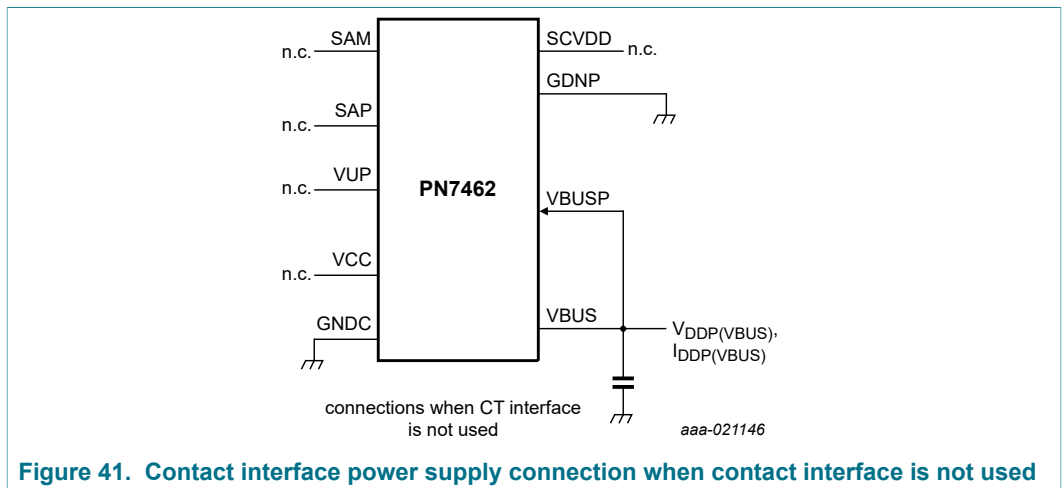 SAM
n.c.
SAP
n.c.
VUP
n.c.
VCC
n.c.
GNDC
PN7462
SCVDD
n.c.
GDNP
VBUSP
VBUS
VDDP(VBUS),
IDDP(VBUS)
connections when CT interface
is not used
aaa-021146
Figure 41. Contact interface power supply connection when contact interface is not used